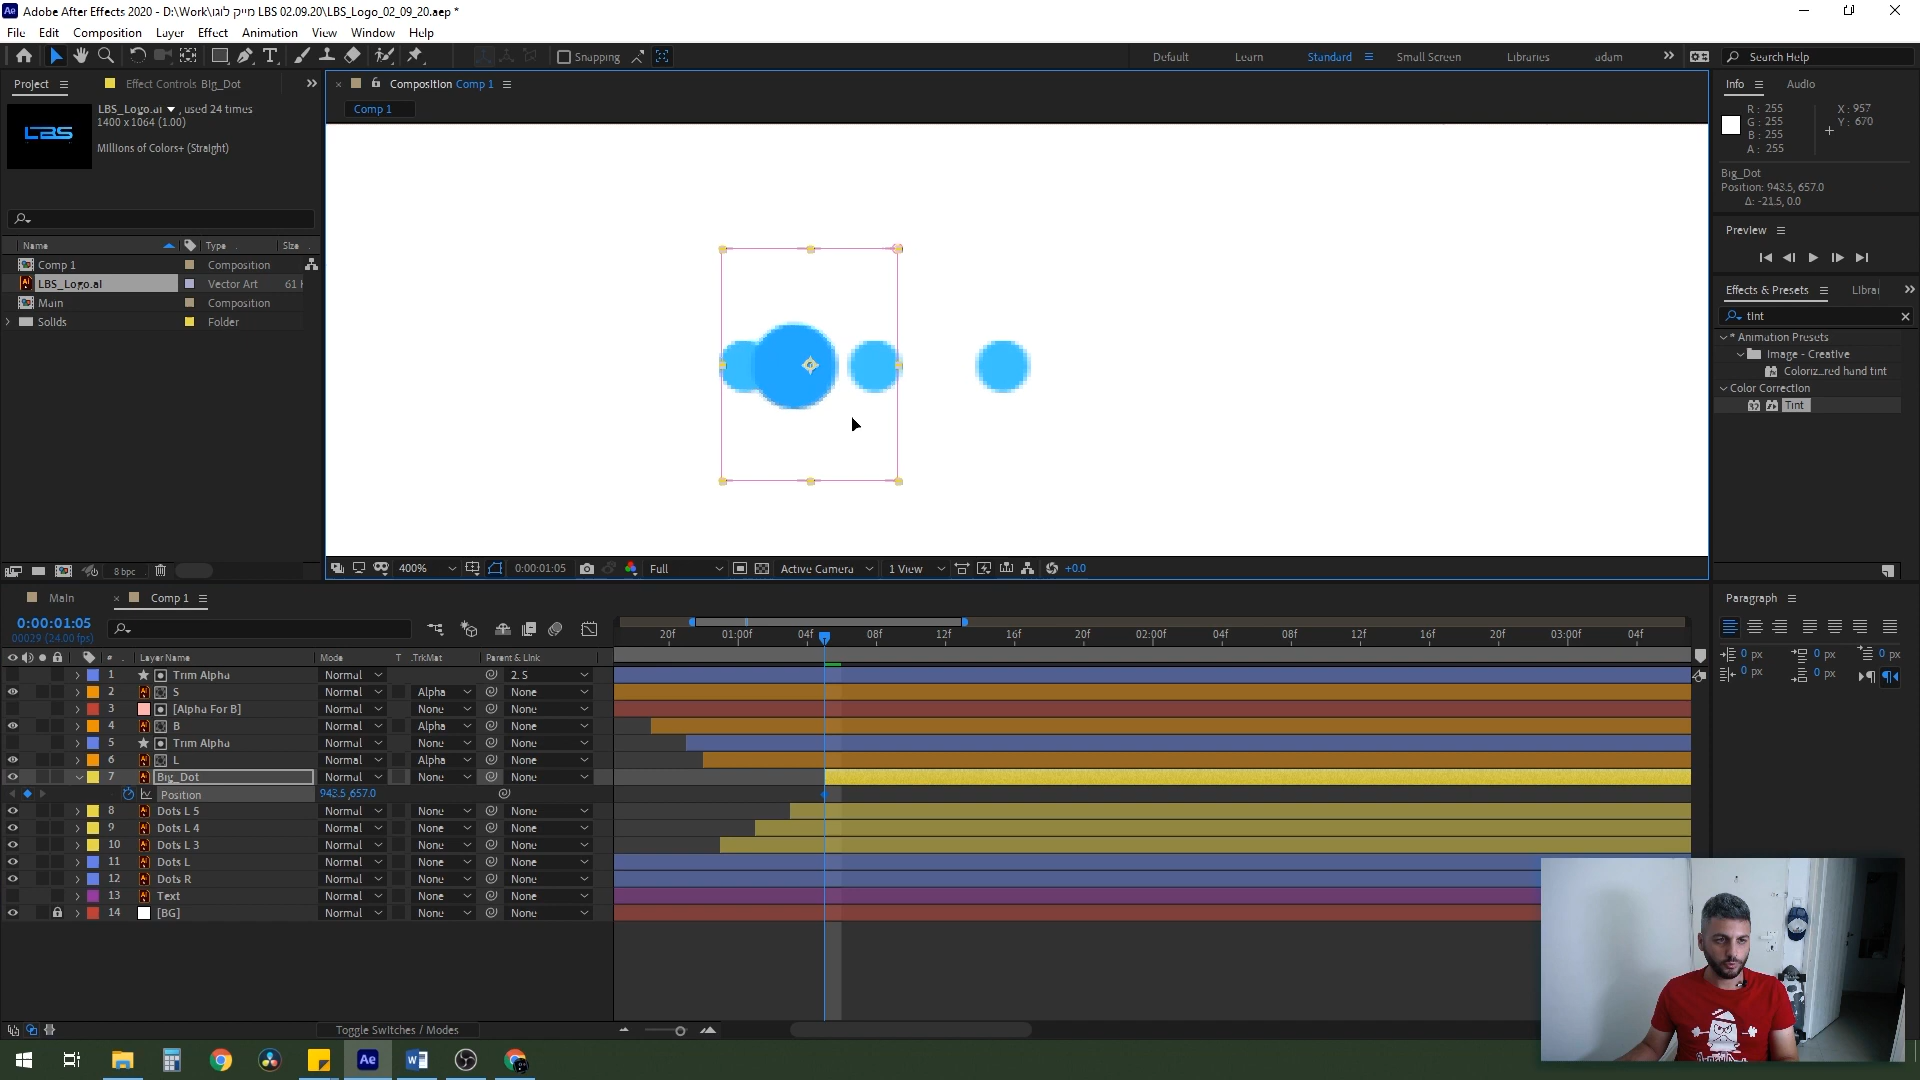 Adobe After Effects 2020 - D:\Work\מייק לוגו LBS 02.09.20\LBS_Logo_02_09_20.aep *
File Edit Composition Layer Effect Animation View Window Help
Snapping Default Learn Standard Small Screen Libraries adam Search Help
Project Effect Controls Big_Dot
LBS_Logo.ai , used 24 times
1400 x 1064 (1.00)
Millions of Colors+ (Straight)
LBS
Name Type Size
Comp 1 Composition
LBS_Logo.ai Vector Art 61
Main Composition
Solids Folder
8 bpc
Composition Comp 1
Comp 1
400% 0:00:01:05 Full Active Camera 1 View +0.0
Info Audio
R: 255 X: 957
G: 255 Y: 670
B: 255
A: 255
Big_Dot
Position: 943.5, 657.0
Δ: -21.5, 0.0
Preview
Effects & Presets Librar
tint
* Animation Presets
Image - Creative
Coloriz...red hand tint
Color Correction
Tint
Paragraph
0 px 0 px 0 px
0 px 0 px
Main Comp 1
0:00:01:05
00029 (24.00 fps)
20f 01:00f 04f 08f 12f 16f 20f 02:00f 04f 08f 12f 16f 20f 03:00f 04f
# Layer Name Mode T .TrkMat Parent & Link
1 Trim Alpha Normal 2. S
2 S Normal Alpha None
3 [Alpha For B] Normal None None
4 B Normal Alpha None
5 Trim Alpha Normal None None
6 L Normal Alpha None
7 Big_Dot Normal None None
Position 943.5,657.0
8 Dots L 5 Normal None None
9 Dots L 4 Normal None None
10 Dots L 3 Normal None None
11 Dots L Normal None None
12 Dots R Normal None None
13 Text Normal None None
14 [BG] Normal None None
Toggle Switches / Modes
Ae